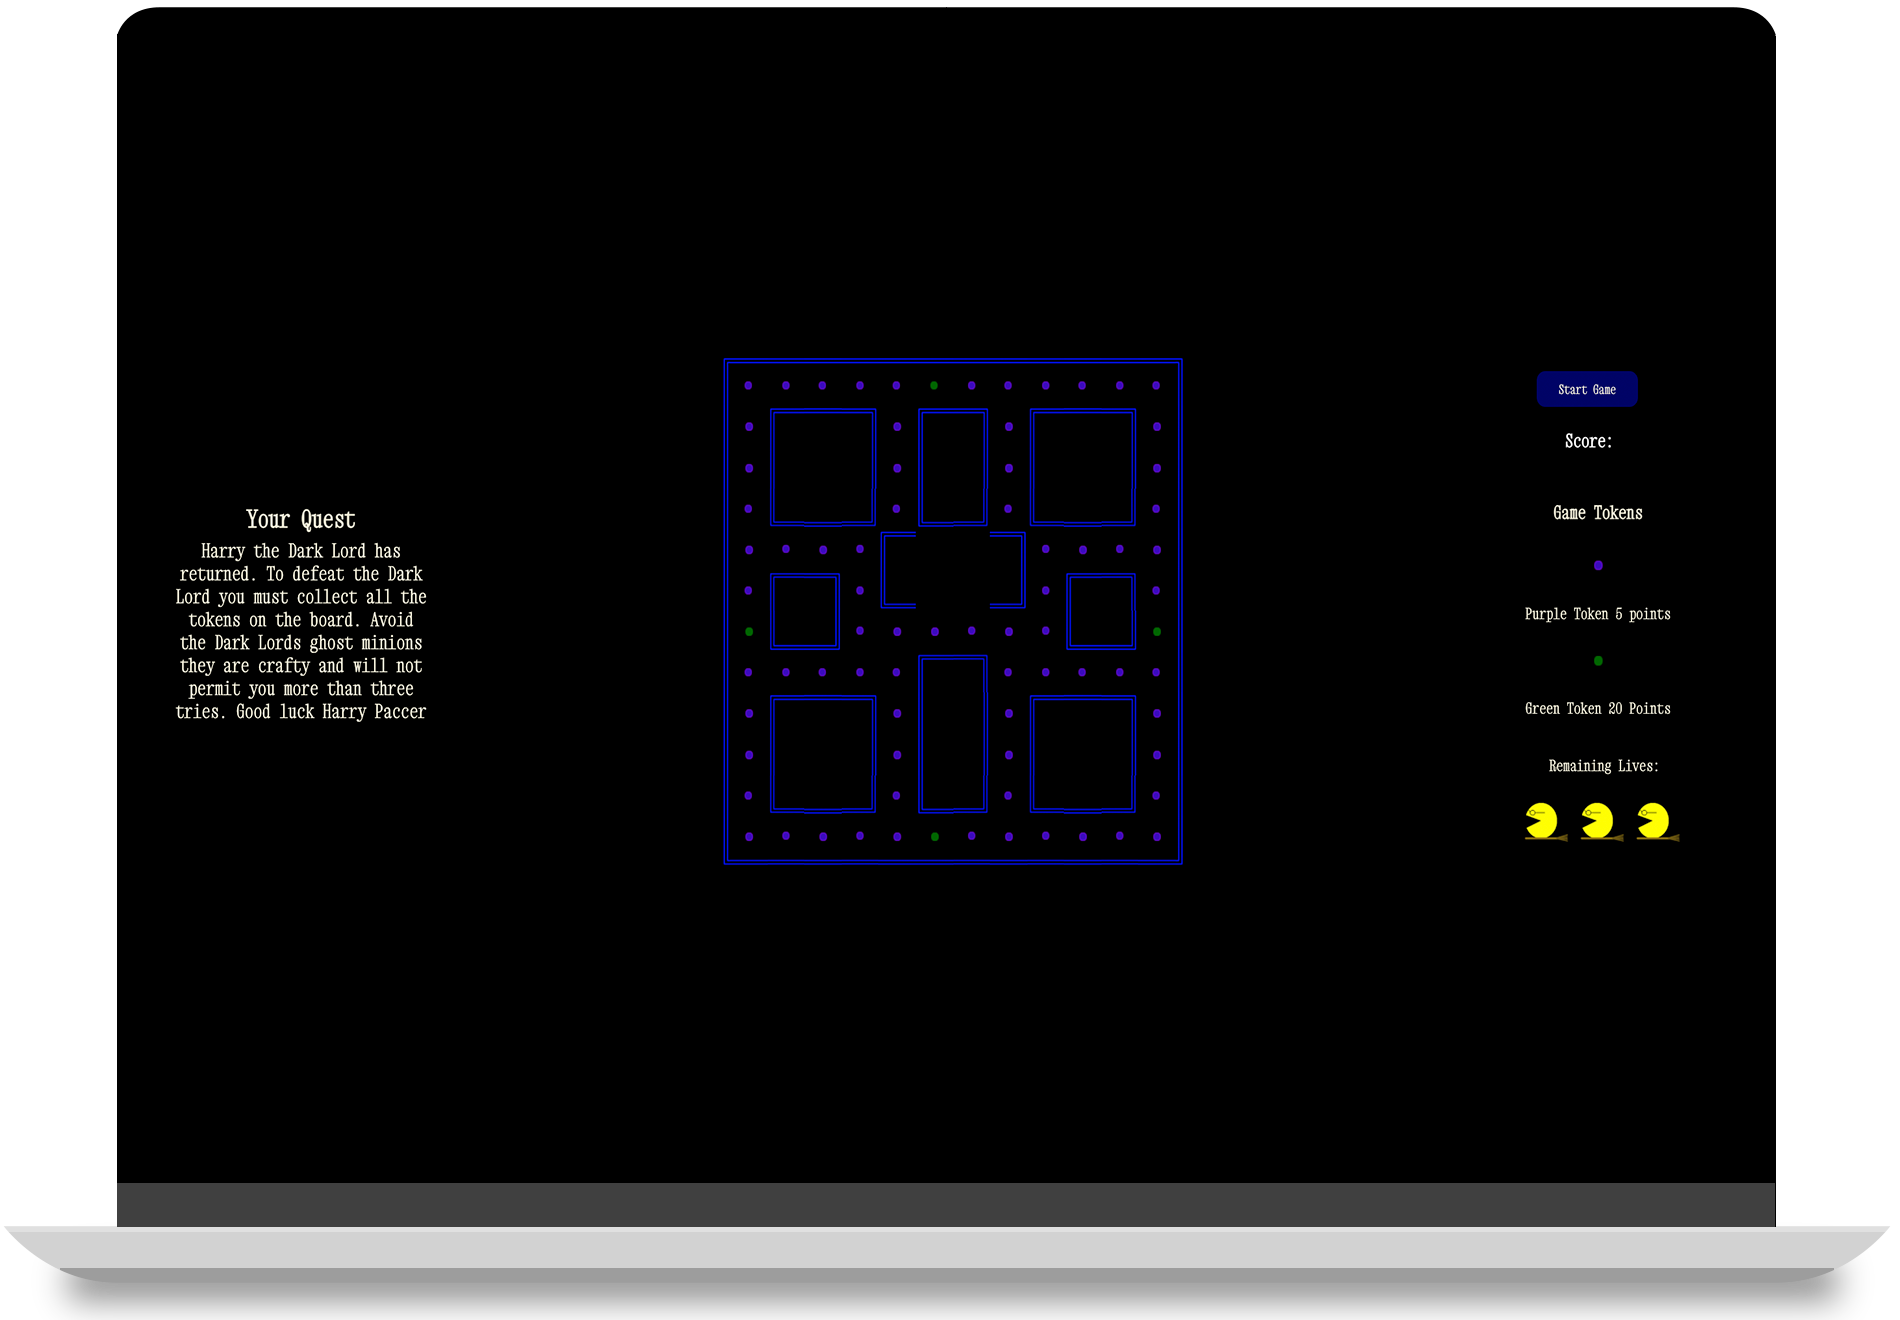 Your Quest
Harry the Dark Lord has
returned. To defeat the Dark
Lord you must collect all the
tokens on the board. Avoid
the Dark Lords ghost minions
they are crafty and will not
permit you more than three
tries. Good luck Harry Paccer
Start Game
Score:
Game Tokens
Purple Token 5 points
Green Token 20 Points
Remaining Lives: